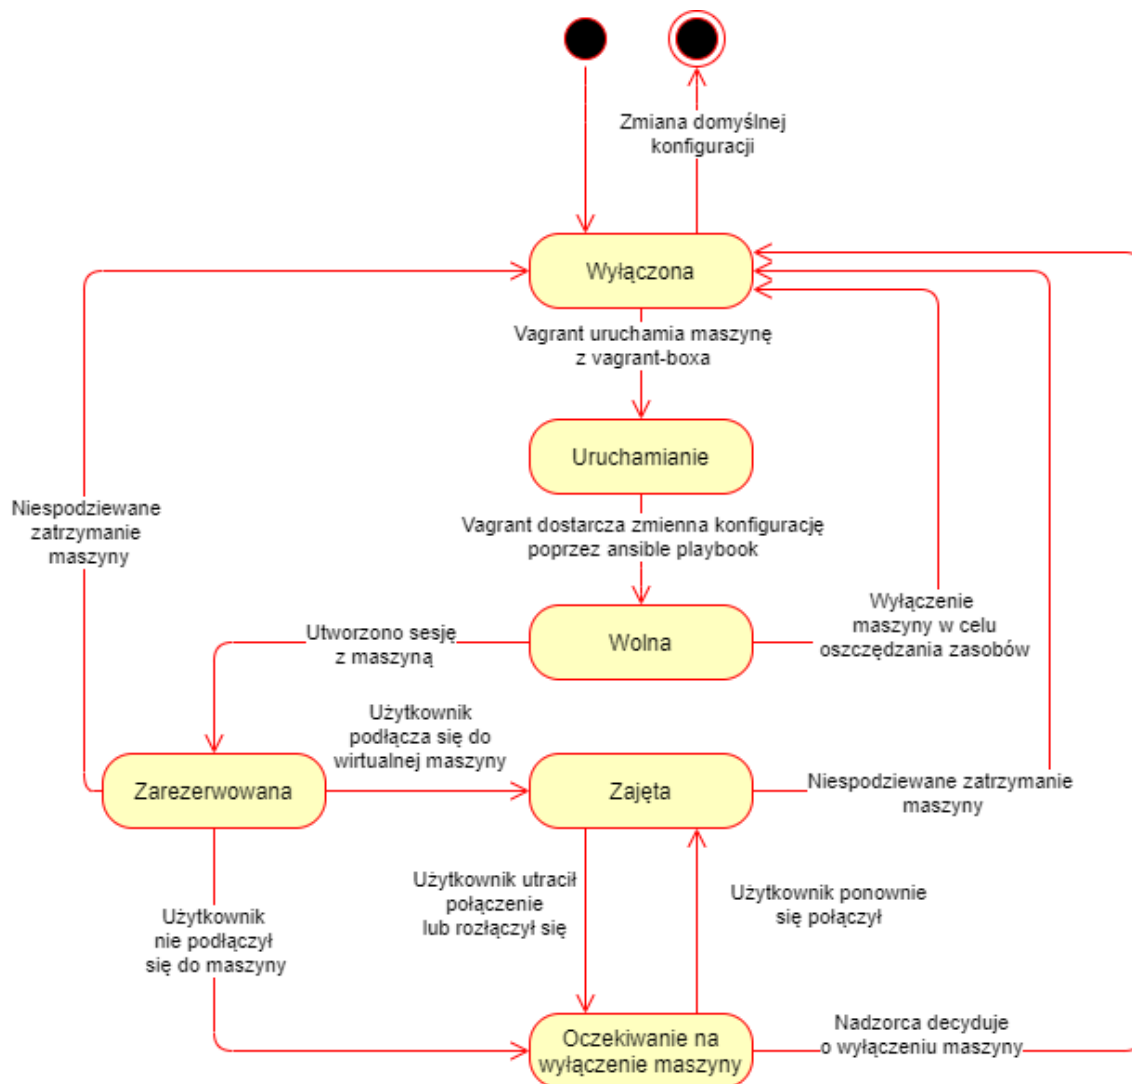 Zmiana domyślnej
konfiguracji
Wyłączona
Vagrant uruchamia maszynę
z vagrant-boxa
Uruchamianie
Niespodziewane
zatrzymanie
maszyny
Vagrant dostarcza zmienna konfigurację
poprzez ansible playbook
Wyłączenie
maszyny w celu
oszczędzania zasobów
Utworzono sesję
z maszyną
Wolna
Użytkownik
podłącza się do
wirtualnej maszyny
Zarezerwowana
Zajęta
Niespodziewane zatrzymanie
maszyny
Użytkownik utracił
połączenie
lub rozłączył się
Użytkownik ponownie
się połączył
Użytkownik
nie podłączył
się do maszyny
Oczekiwanie na
wyłączenie maszyny
Nadzorca decyduje
o wyłączeniu maszyny